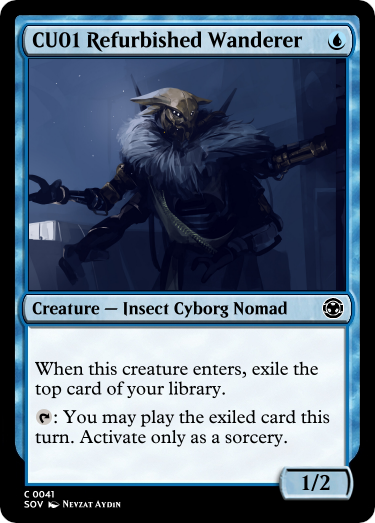 CU01 Refurbished Wanderer
Creature — Insect Cyborg Nomad
When this creature enters, exile the
top card of your library.
: You may play the exiled card this
turn. Activate only as a sorcery.
1/2
C 0041
SOV Nevzat Aydin